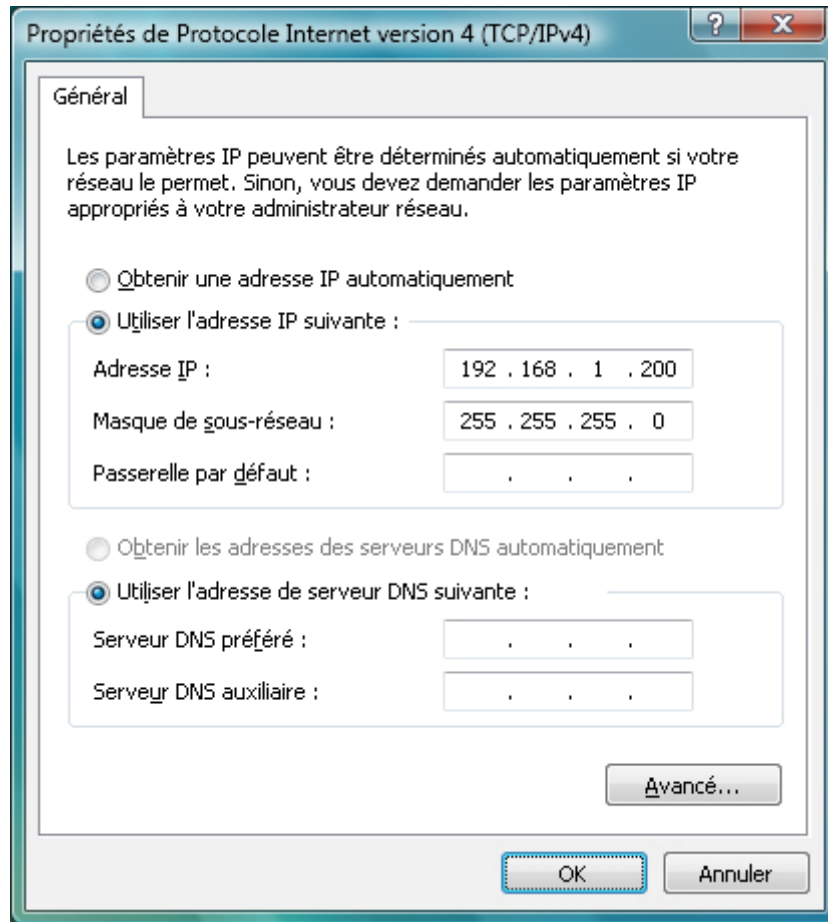 Propriétés de Protocole Internet version 4 (TCP/IPv4)
?
Général
Les paramètres IP peuvent être déterminés automatiquement si votre
réseau le permet. Sinon, vous devez demander les paramètres IP
appropriés à votre administrateur réseau.
Obtenir une adresse IP automatiquement
Utiliser l'adresse IP suivante :
Adresse IP : 192 . 168 . 1 . 200
Masque de sous-réseau : 255 . 255 . 255 . 0
Passerelle par défaut : . . .
Obtenir les adresses des serveurs DNS automatiquement
Utiliser l'adresse de serveur DNS suivante :
Serveur DNS préféré : . . .
Serveur DNS auxiliaire : . . .
Avancé...
OK Annuler